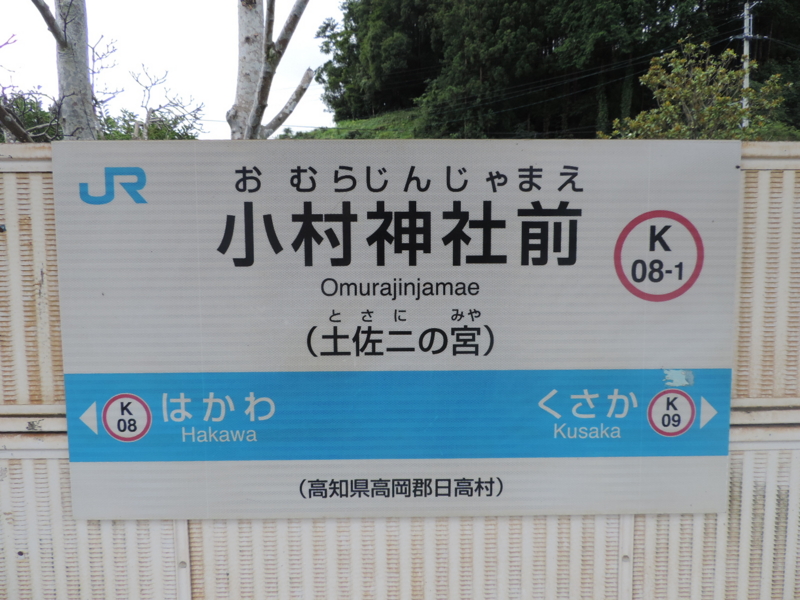 JR
おむらじんじゃまえ
小村神社前
K
08-1
Omurajinjamae
とさに みや
（土佐二の宮）
K
08
はかわ
Hakawa
くさか
Kusaka
K
09
（高知県高岡郡日高村）